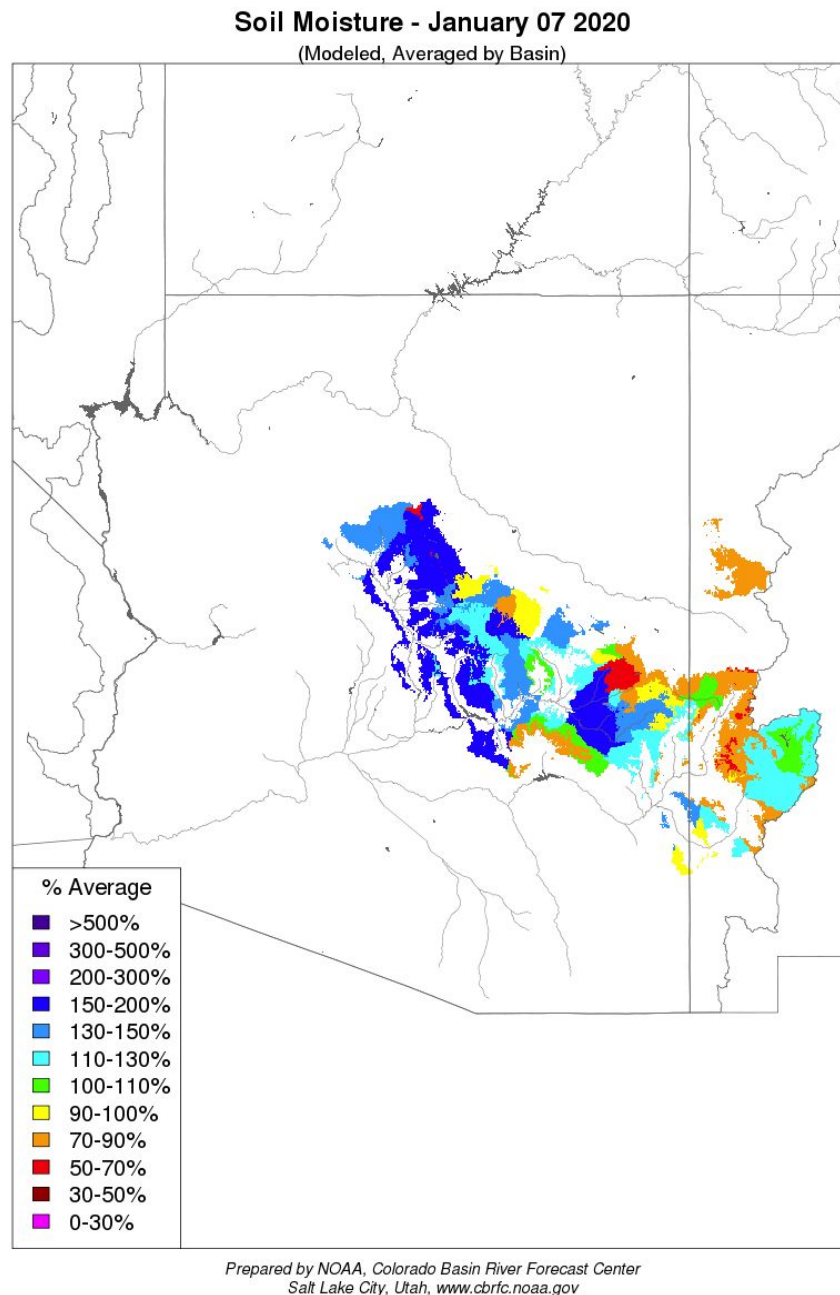 Soil Moisture - January 07 2020
(Modeled, Averaged by Basin)
% Average
>500%
300-500%
200-300%
150-200%
130-150%
110-130%
100-110%
90-100%
70-90%
50-70%
30-50%
0-30%
Prepared by NOAA, Colorado Basin River Forecast Center
Salt Lake City, Utah, www.cbrfc.noaa.gov